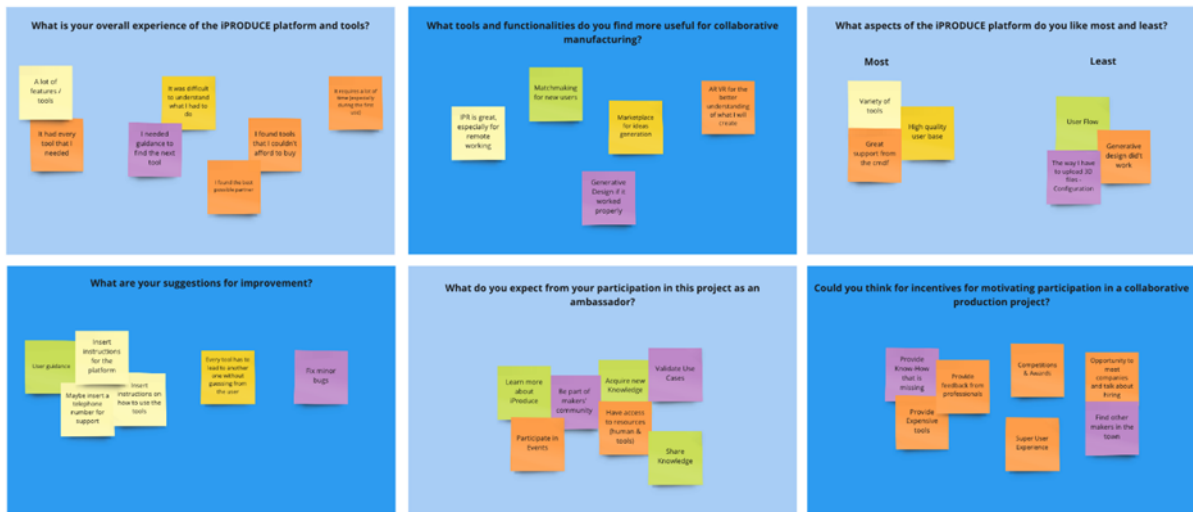 What is your overall experience of the iPRODUCE platform and tools?
A lot of
features /
tools
It had every
tool that I
needed
It was difficult
to understand
what I had to
do
I needed
guidance to
find the next
tool
I found tools
that I couldn't
afford to buy
I found the best
possible partner
It requires a lot of
time (especially
during the first
use)
What tools and functionalities do you find more useful for collaborative
manufacturing?
IPR is great,
especially for
remote
working
Matchmaking
for new users
Marketplace
for ideas
generation
AR VR for the
better
understanding
of what I will
create
Generative
Design if it
worked
properly
What aspects of the iPRODUCE platform do you like most and least?
Most
Variety of
tools
Great
support from
the cmdf
High quality
user base
Least
User Flow
The way I have
to upload 3D
files -
Configuration
Generative
design did't
work
What are your suggestions for improvement?
User guidance
Insert
instructions
for the
platform
Maybe insert a
telephone
number for
support
Insert
instructions on
how to use the
tools
Every tool has to
lead to another
one without
guessing from
the user
Fix minor
bugs
What do you expect from your participation in this project as an
ambassador?
Learn more
about
iProduce
Participate in
Events
Be part of
makers'
community
Acquire new
Knowledge
Have access
to resources
(human &
tools)
Validate Use
Cases
Share
Knowledge
Could you think for incentives for motivating participation in a collaborative
production project?
Provide
Know-How
that is
missing
Provide
Expensive
tools
Provide
feedback from
professionals
Competitions
& Awards
Super User
Experience
Opportunity to
meet
companies
and talk about
hiring
Find other
makers in the
town